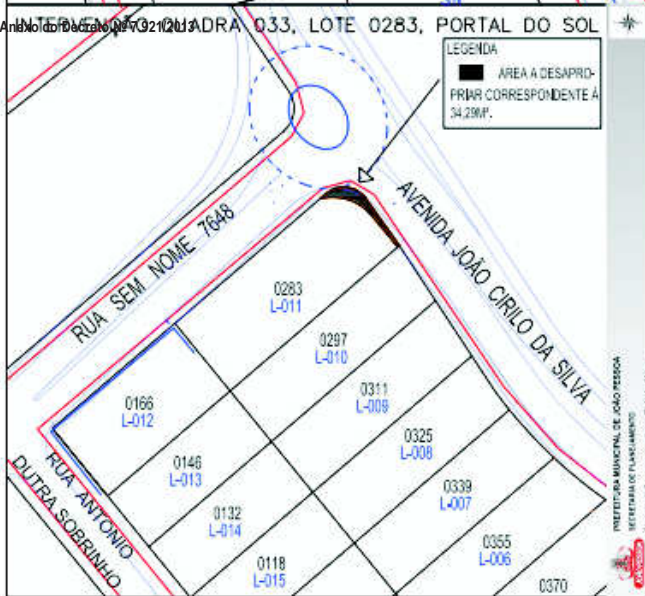 Anexo do Decreto Nº 7.921/2013
INTERVENÇÃO QUADRA 033, LOTE 0283, PORTAL DO SOL
LEGENDA
AREA A DESAPRO-
PRIAR CORRESPONDENTE À
34,29M².
AVENIDA JOÃO CIRILO DA SILVA
RUA SEM NOME 7648
0283
L-011
0297
L-010
0311
L-009
0166
L-012
0325
L-008
0146
L-013
0339
L-007
0132
L-014
0355
L-006
0118
L-015
0370
RUA ANTONIO
DUTRA SOBRINHO
PREFEITURA MUNICIPAL DE JOÃO PESSOA
SECRETARIA DE PLANEJAMENTO